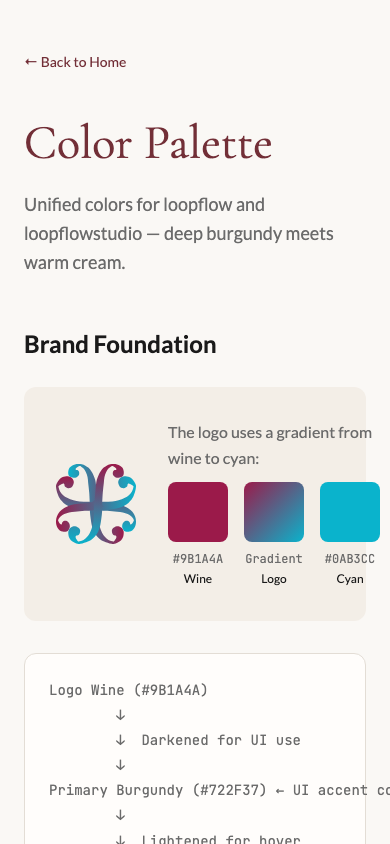 ← Back to Home
Color Palette
Unified colors for loopflow and
loopflowstudio — deep burgundy meets
warm cream.
Brand Foundation
The logo uses a gradient from
wine to cyan:
#9B1A4A Gradient #0AB3CC
Wine Logo Cyan
Logo Wine (#9B1A4A)
↓
↓ Darkened for UI use
↓
Primary Burgundy (#722F37) ← UI accent co
↓
↓ Lightened for hover